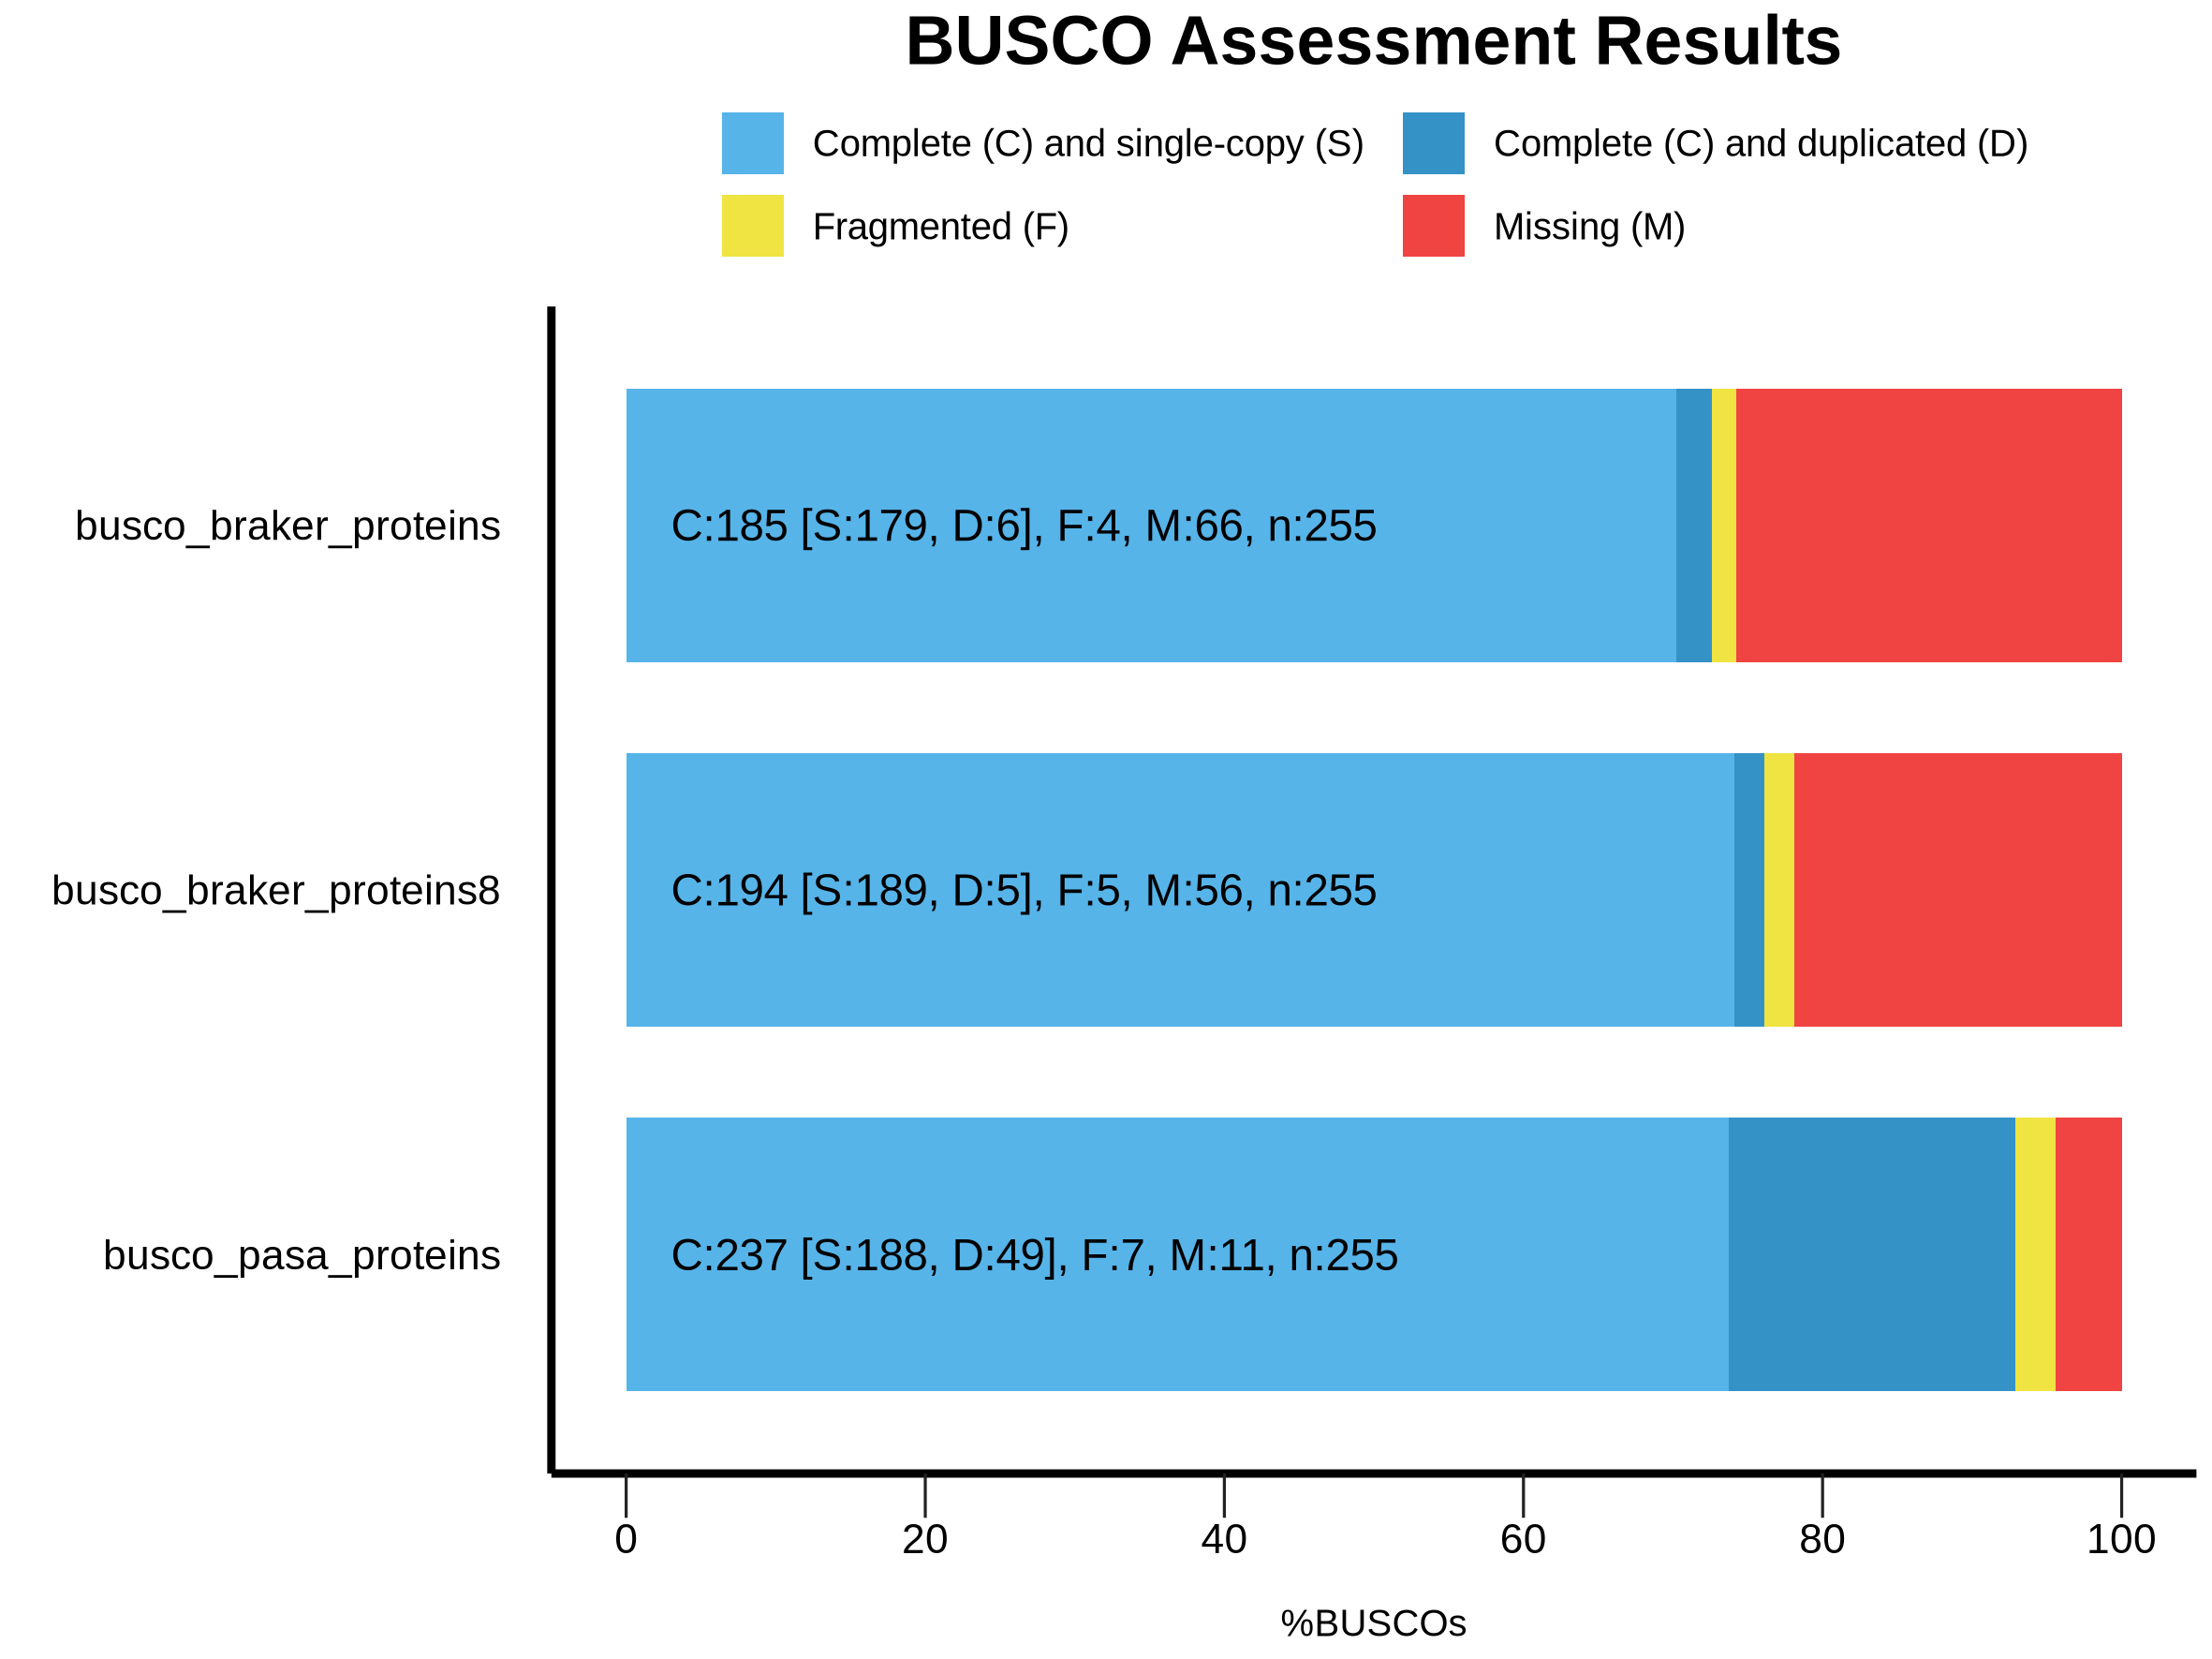 BUSCO Assessment Results
Complete (C) and single-copy (S)
Complete (C) and duplicated (D)
Fragmented (F)
Missing (M)
busco_braker_proteins
C:185 [S:179, D:6], F:4, M:66, n:255
busco_braker_proteins8
C:194 [S:189, D:5], F:5, M:56, n:255
busco_pasa_proteins
C:237 [S:188, D:49], F:7, M:11, n:255
0 20 40 60 80 100
%BUSCOs